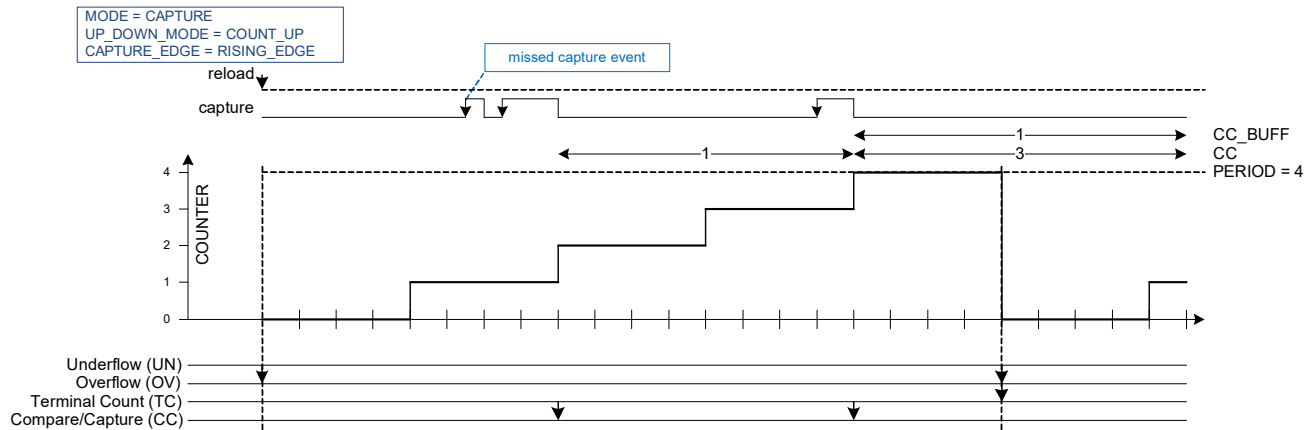 MODE = CAPTURE
UP_DOWN_MODE = COUNT_UP
CAPTURE_EDGE = RISING_EDGE
missed capture event
reload
capture
1 CC_BUFF
1 3 CC
PERIOD = 4
4
3
2
1
0
COUNTER
Underflow (UN)
Overflow (OV)
Terminal Count (TC)
Compare/Capture (CC)